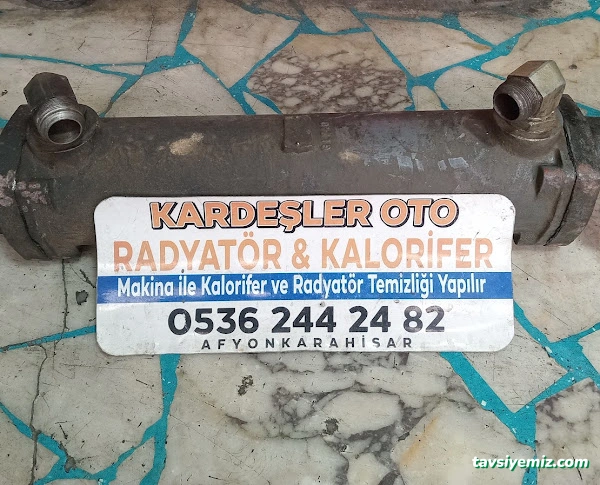 KARDEŞLER OTO
RADYATÖR & KALORİFER
Makina ile Kalorifer ve Radyatör Temizliği Yapılır
0536 244 24 82
AFYONKARAHİSAR
tavsiyemiz.com